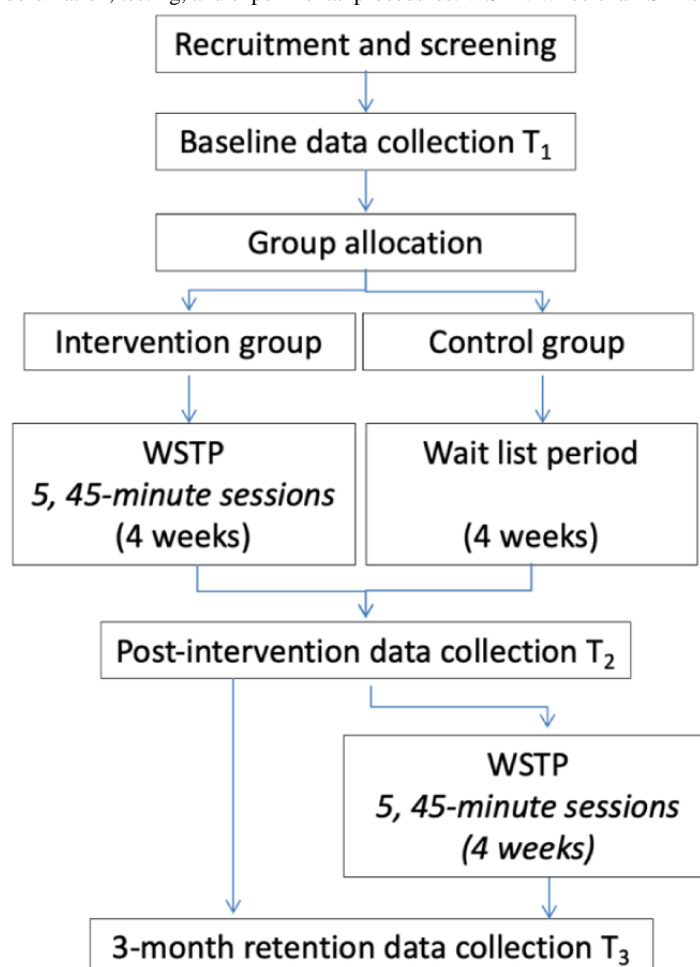 Recruitment and screening
Baseline data collection T₁
Group allocation
Intervention group
Control group
WSTP
5, 45-minute sessions
(4 weeks)
Wait list period
(4 weeks)
Post-intervention data collection T₂
WSTP
5, 45-minute sessions
(4 weeks)
3-month retention data collection T₃